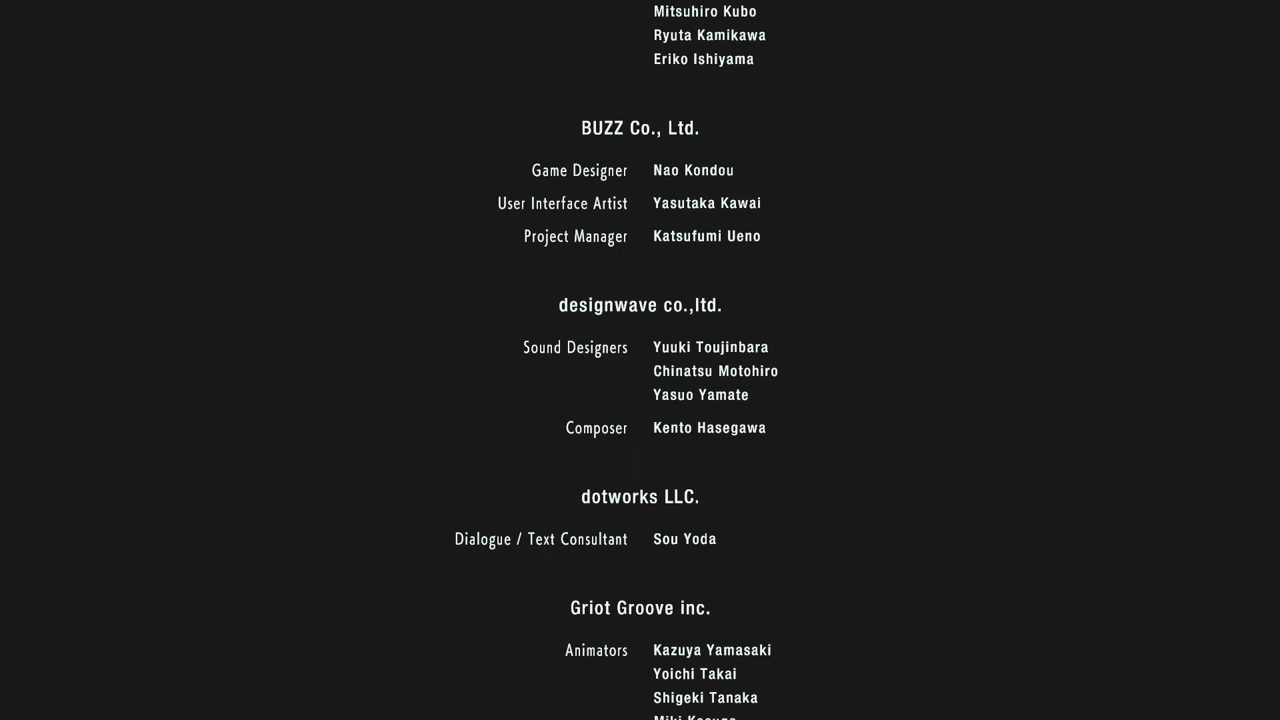 Mitsuhiro Kubo
Ryuta Kamikawa
Eriko Ishiyama
BUZZ Co., Ltd.
Game Designer Nao Kondou
User Interface Artist Yasutaka Kawai
Project Manager Katsufumi Ueno
designwave co.,ltd.
Sound Designers Yuuki Toujinbara
Chinatsu Motohiro
Yasuo Yamate
Composer Kento Hasegawa
dotworks LLC.
Dialogue / Text Consultant Sou Yoda
Griot Groove inc.
Animators Kazuya Yamasaki
Yoichi Takai
Shigeki Tanaka